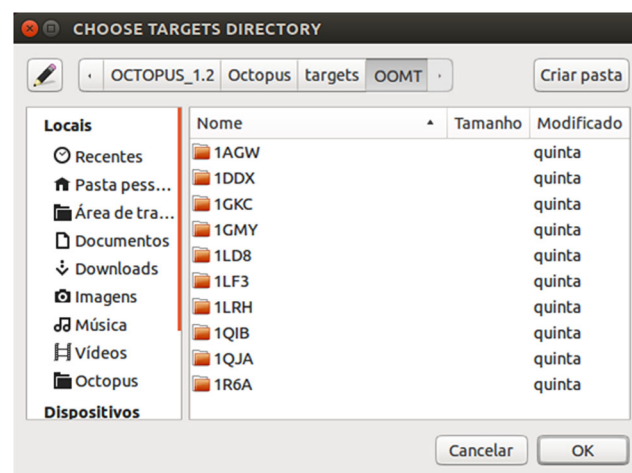 CHOOSE TARGETS DIRECTORY
OCTOPUS_1.2 Octopus targets OOMT Criar pasta
Locais
Recentes
Pasta pess...
Área de tra...
Documentos
Downloads
Imagens
Música
Vídeos
Octopus
Dispositivos
Nome Tamanho Modificado
1AGW quinta
1DDX quinta
1GKC quinta
1GMY quinta
1LD8 quinta
1LF3 quinta
1LRH quinta
1QIB quinta
1QJA quinta
1R6A quinta
Cancelar OK